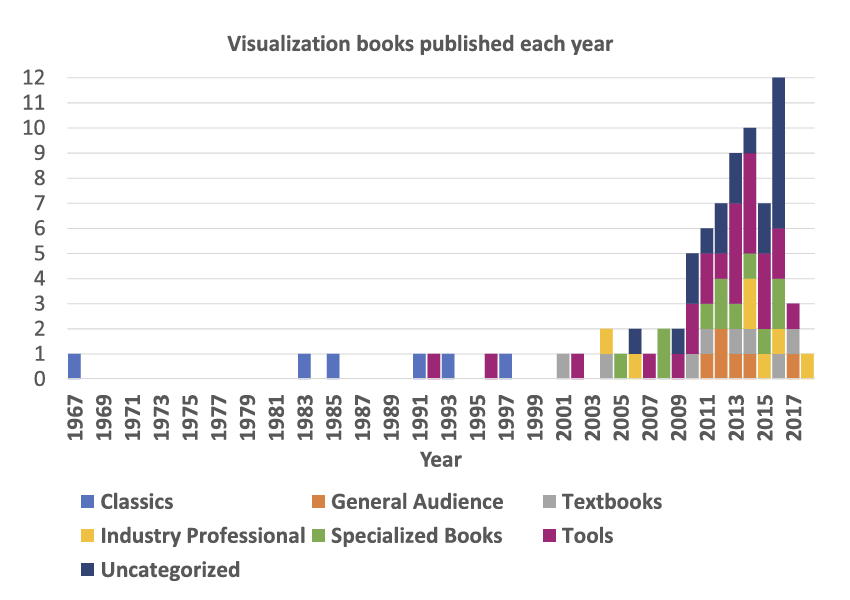 Visualization books published each year
12
11
10
9
8
7
6
5
4
3
2
1
0
1967 1969 1971 1973 1975 1977 1979 1981 1983 1985 1987 1989 1991 1993 1995 1997 1999 2001 2003 2005 2007 2009 2011 2013 2015 2017
Year
Classics General Audience Textbooks
Industry Professional Specialized Books Tools
Uncategorized